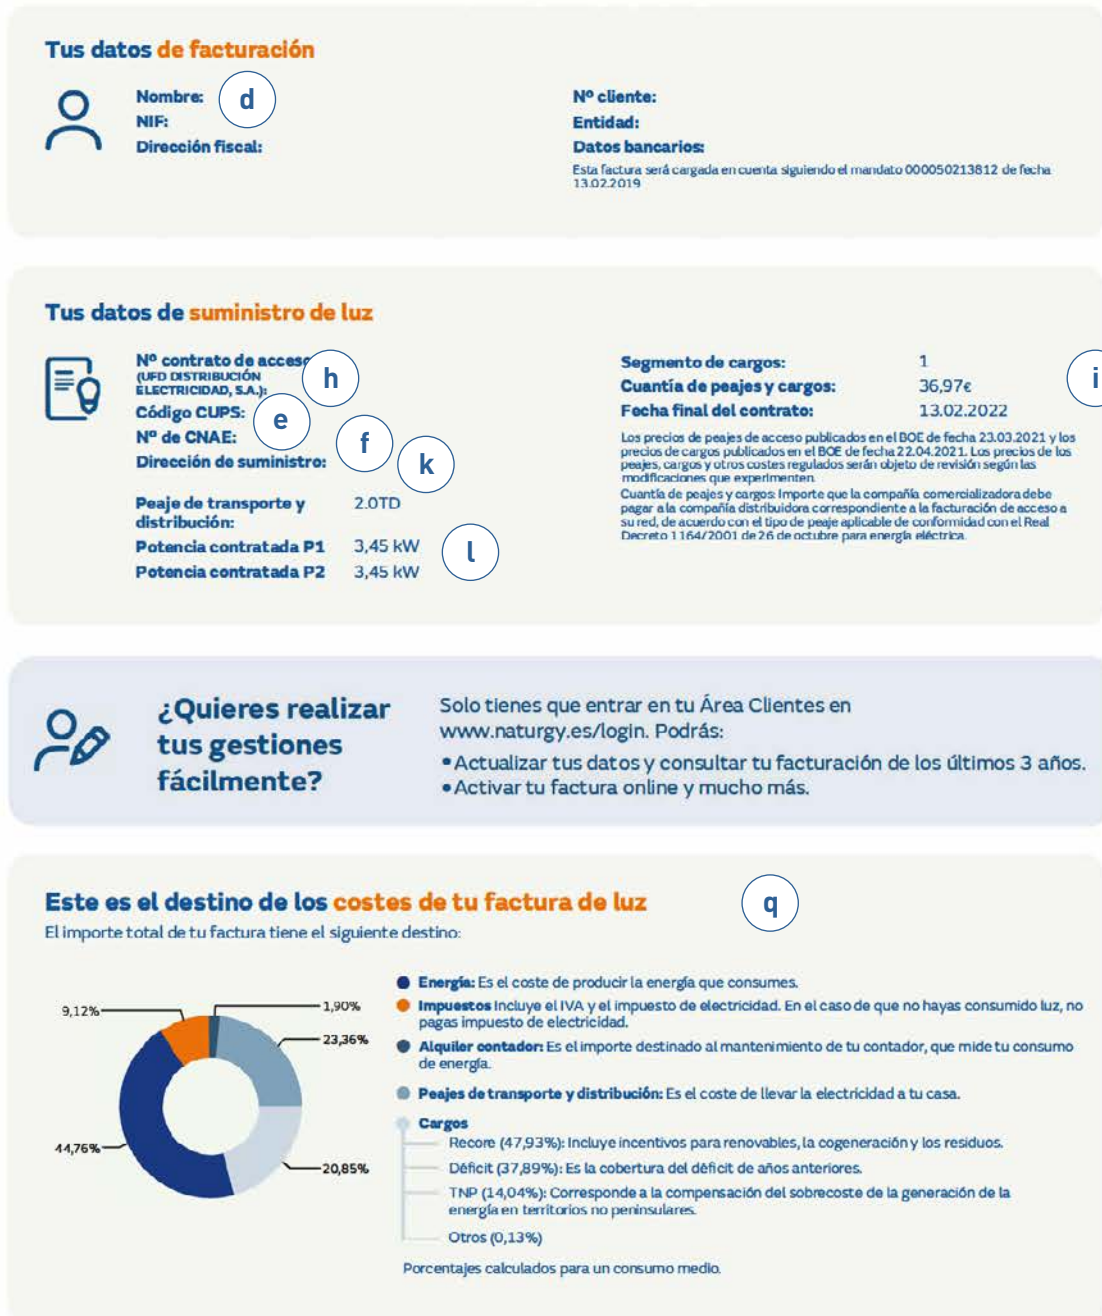 Tus datos de facturación
Nombre: d
NIF:
Dirección fiscal:
Nº cliente:
Entidad:
Datos bancarios:
Esta factura será cargada en cuenta siguiendo el mandato 000050213812 de fecha
13.02.2019
Tus datos de suministro de luz
Nº contrato de acceso
(UFD DISTRIBUCIÓN
ELECTRICIDAD, S.A.):
h
Código CUPS: e
Nº de CNAE: f
Dirección de suministro: k
Peaje de transporte y 2.0TD
distribución:
Potencia contratada P1 3,45 kW l
Potencia contratada P2 3,45 kW
Segmento de cargos: 1
Cuantía de peajes y cargos: 36,97€ i
Fecha final del contrato: 13.02.2022
Los precios de peajes de acceso publicados en el BOE de fecha 23.03.2021 y los
precios de cargos publicados en el BOE de fecha 22.04.2021. Los precios de los
peajes, cargos y otros costes regulados serán objeto de revisión según las
modificaciones que experimenten.
Cuantía de peajes y cargos: Importe que la compañía comercializadora debe
pagar a la compañía distribuidora correspondiente a la facturación de acceso a
su red, de acuerdo con el tipo de peaje aplicable de conformidad con el Real
Decreto 1164/2001 de 26 de octubre para energía eléctrica.
¿Quieres realizar
tus gestiones
fácilmente?
Solo tienes que entrar en tu Área Clientes en
www.naturgy.es/login. Podrás:
•Actualizar tus datos y consultar tu facturación de los últimos 3 años.
•Activar tu factura online y mucho más.
Este es el destino de los costes de tu factura de luz q
El importe total de tu factura tiene el siguiente destino:
9,12%
1,90%
23,36%
44,76%
20,85%
Energía: Es el coste de producir la energía que consumes.
Impuestos Incluye el IVA y el impuesto de electricidad. En el caso de que no hayas consumido luz, no
pagas impuesto de electricidad.
Alquiler contador: Es el importe destinado al mantenimiento de tu contador, que mide tu consumo
de energía.
Peajes de transporte y distribución: Es el coste de llevar la electricidad a tu casa.
Cargos
Recore (47,93%): Incluye incentivos para renovables, la cogeneración y los residuos.
Déficit (37,89%): Es la cobertura del déficit de años anteriores.
TNP (14,04%): Corresponde a la compensación del sobrecoste de la generación de la
energía en territorios no peninsulares.
Otros (0,13%)
Porcentajes calculados para un consumo medio.